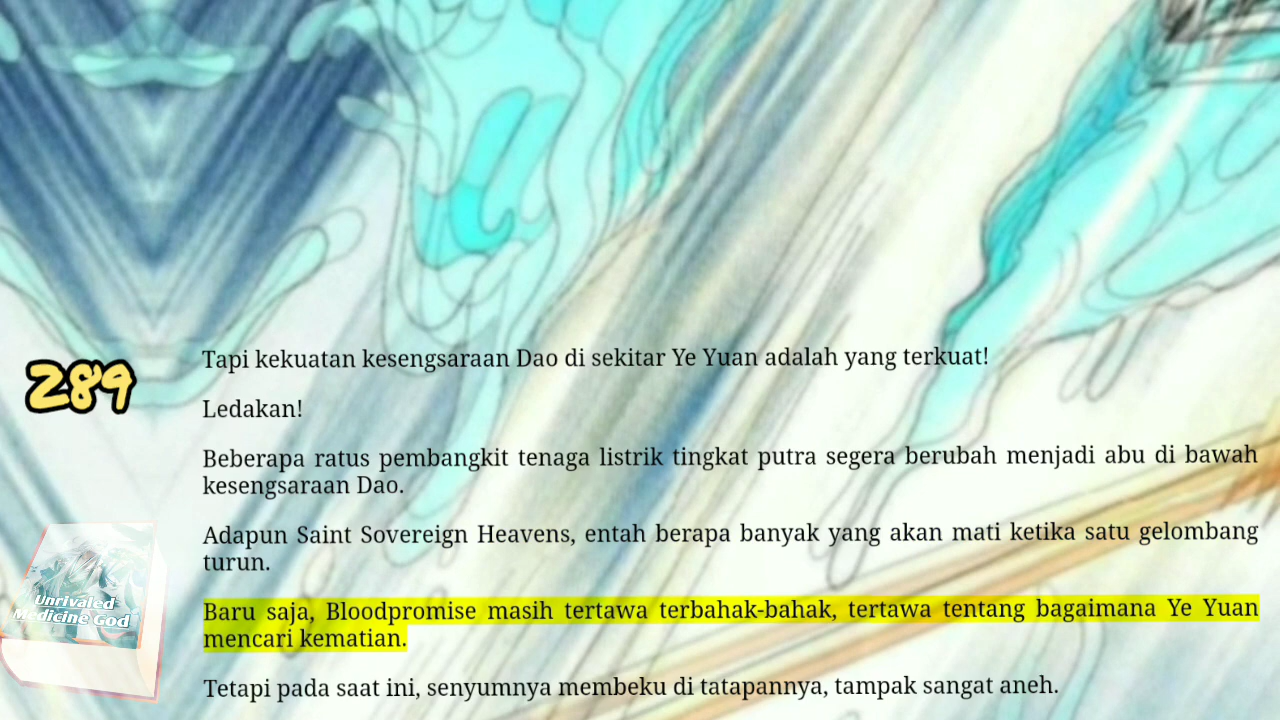 Tapi kekuatan kesengsaraan Dao di sekitar Ye Yuan adalah yang terkuat!
289
Ledakan!
Beberapa ratus pembangkit tenaga listrik tingkat putra segera berubah menjadi abu di bawah
kesengsaraan Dao.
Adapun Saint Sovereign Heavens, entah berapa banyak yang akan mati ketika satu gelombang
turun.
Unrivaled
Medicine God
Baru saja, Bloodpromise masih tertawa terbahak-bahak, tertawa tentang bagaimana Ye Yuan
mencari kematian.
Tetapi pada saat ini, senyumnya membeku di tatapannya, tampak sangat aneh.